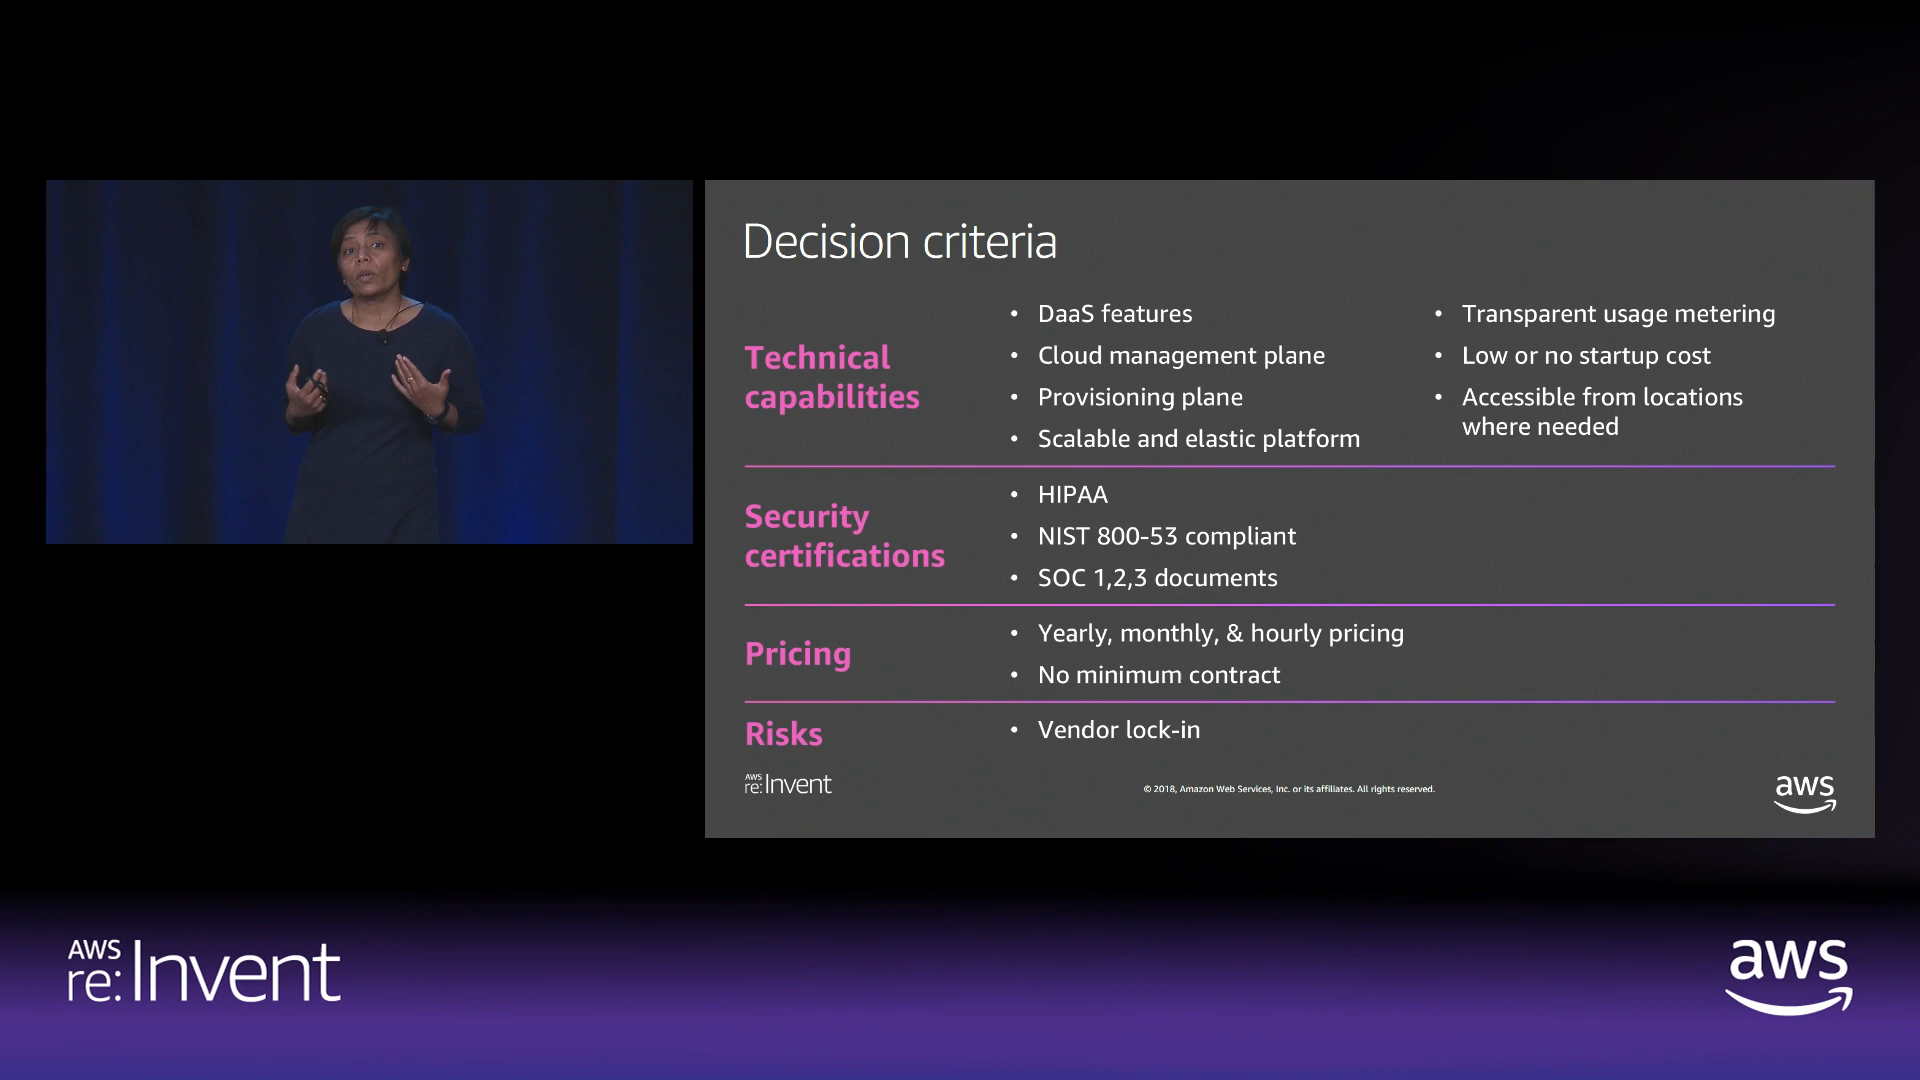 Decision criteria
Technical
capabilities
• DaaS features
• Cloud management plane
• Provisioning plane
• Scalable and elastic platform
• Transparent usage metering
• Low or no startup cost
• Accessible from locations
where needed
Security
certifications
• HIPAA
• NIST 800-53 compliant
• SOC 1,2,3 documents
Pricing
• Yearly, monthly, & hourly pricing
• No minimum contract
Risks
• Vendor lock-in
AWS
re:Invent
© 2018, Amazon Web Services, Inc. or its affiliates. All rights reserved.
aws
AWS
re:Invent
aws